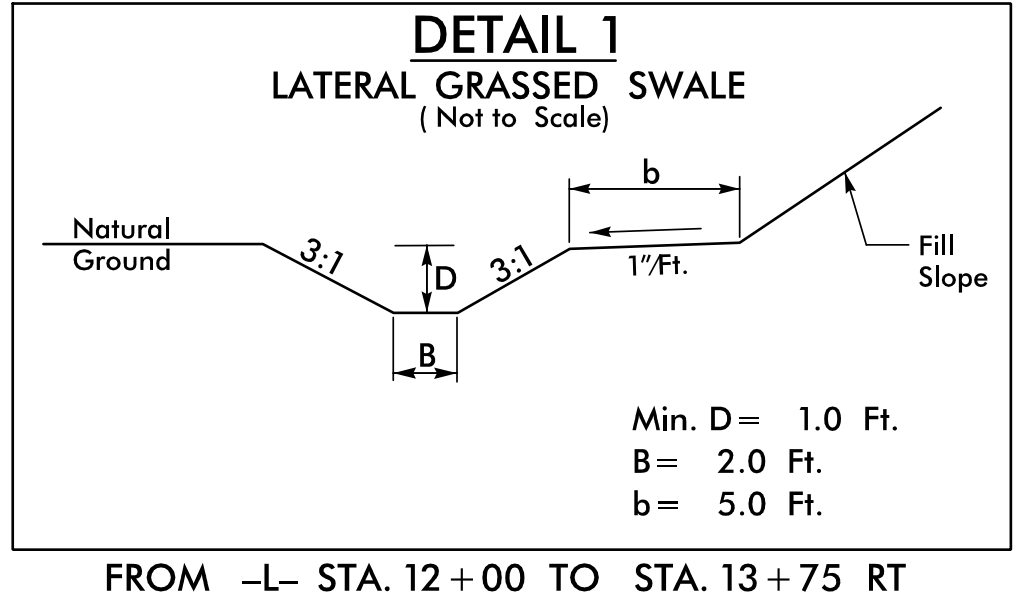 DETAIL 1
LATERAL GRASSED SWALE
( Not to Scale)
b
Natural
Ground
3:1
D
3:1
1"/Ft.
Fill
Slope
B
Min. D= 1.0 Ft.
B= 2.0 Ft.
b= 5.0 Ft.
FROM -L- STA. 12+00 TO STA. 13+75 RT